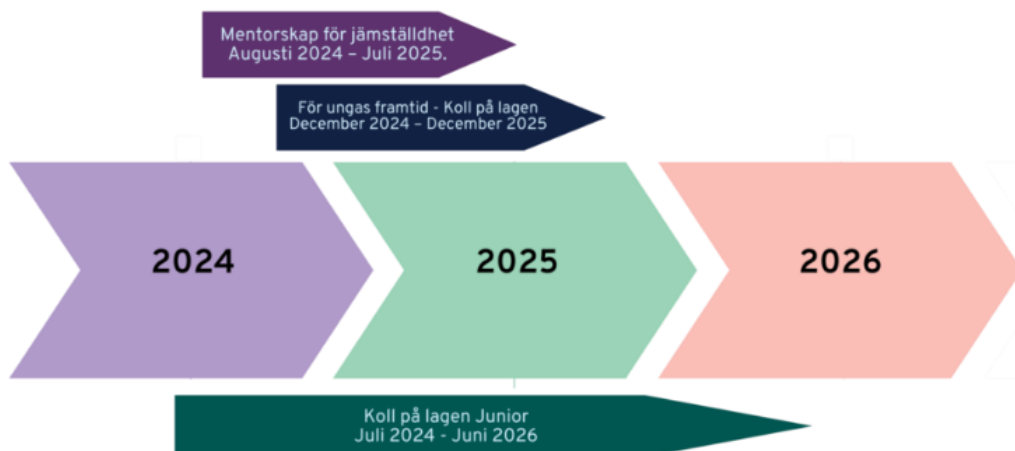 Mentorskap för jämställdhet
Augusti 2024 – Juli 2025.
För ungas framtid - Koll på lagen
December 2024 – December 2025
2024
2025
2026
Koll på lagen Junior
Juli 2024 - Juni 2026